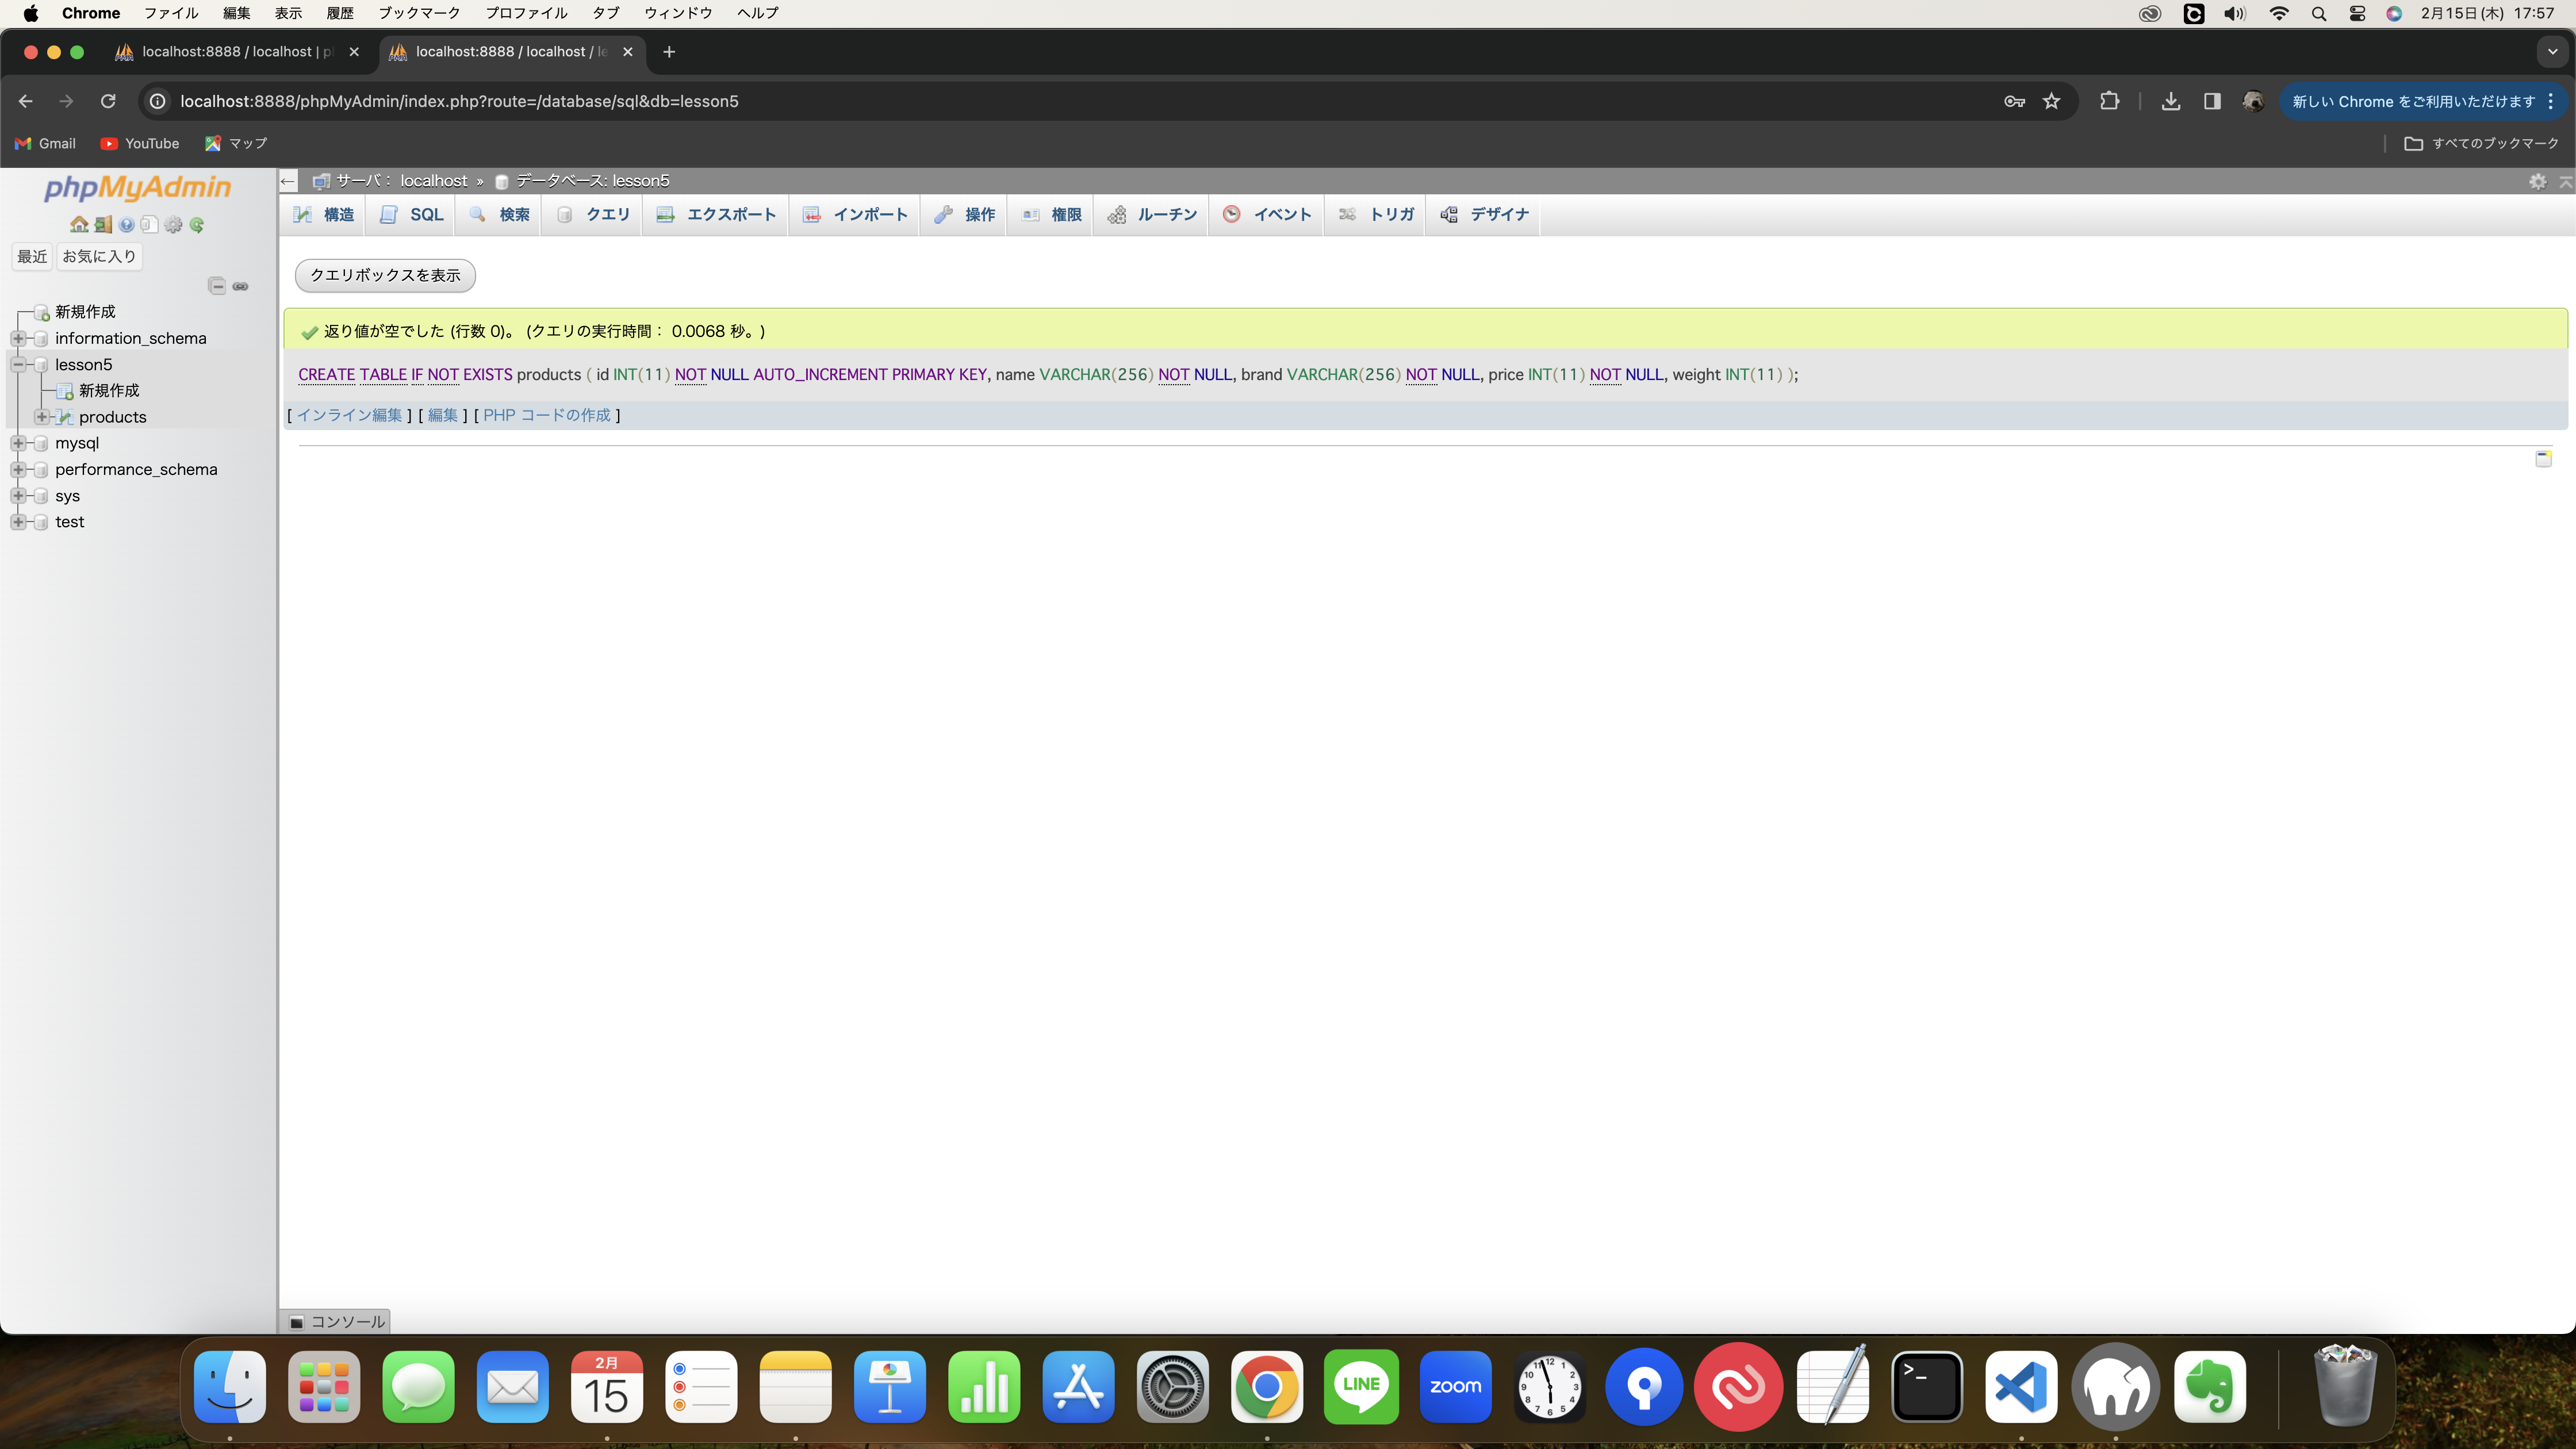 Chrome ファイル 編集 表示 履歴 ブックマーク プロファイル タブ ウィンドウ ヘルプ 2月15日(木) 17:57
localhost:8888 / localhost | p localhost:8888 / localhost / le
localhost:8888/phpMyAdmin/index.php?route=/database/sql&db=lesson5 新しい Chrome をご利用いただけます
Gmail YouTube マップ すべてのブックマーク
phpMyAdmin
最近 お気に入り
新規作成
information_schema
lesson5
新規作成
products
mysql
performance_schema
sys
test
サーバ: localhost » データベース: lesson5
構造 SQL 検索 クエリ エクスポート インポート 操作 権限 ルーチン イベント トリガ デザイナ
クエリボックスを表示
返り値が空でした (行数 0)。 (クエリの実行時間: 0.0068 秒。)
CREATE TABLE IF NOT EXISTS products ( id INT(11) NOT NULL AUTO_INCREMENT PRIMARY KEY, name VARCHAR(256) NOT NULL, brand VARCHAR(256) NOT NULL, price INT(11) NOT NULL, weight INT(11) );
[ インライン編集 ] [ 編集 ] [ PHP コードの作成 ]
コンソール
2月
15
LINE
zoom
11 12 1
10 2
9 3
8 4
7 6 5
>_